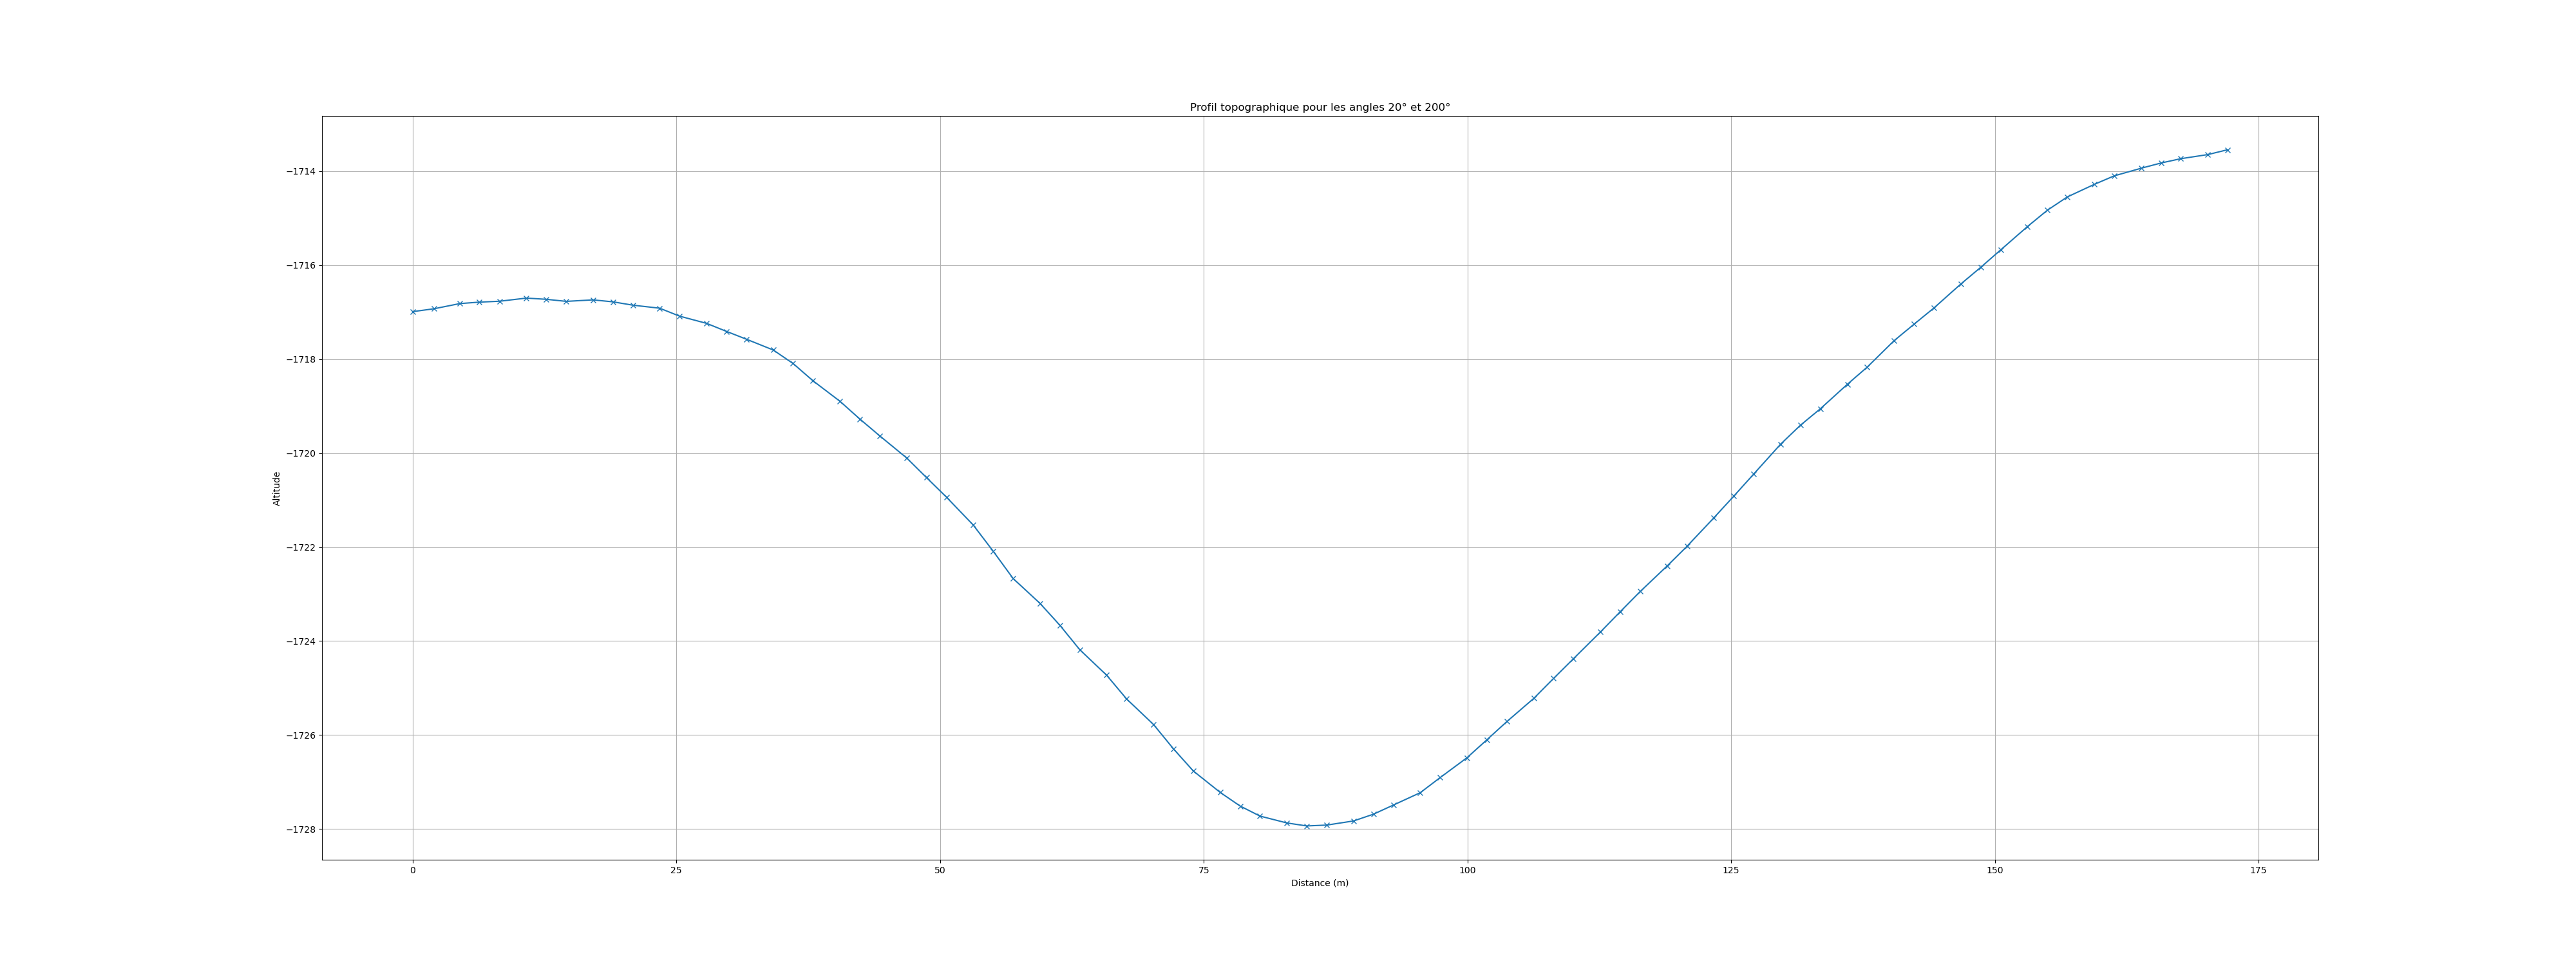 Profil topographique pour les angles 20° et 200°
−1714
−1716
−1718
−1720
−1722
−1724
−1726
−1728
Altitude
0 25 50 75 100 125 150 175
Distance (m)